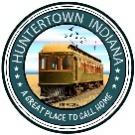 HUNTERTOWN INDIANA
A GREAT PLACE TO CALL HOME